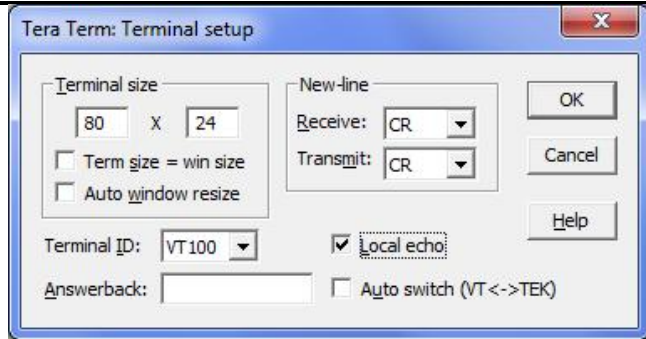 Tera Term: Terminal setup
Terminal size
80 X 24
Term size = win size
Auto window resize
New-line
Receive: CR
Transmit: CR
OK
Cancel
Help
Terminal ID: VT100
Local echo
Answerback:
Auto switch (VT<->TEK)